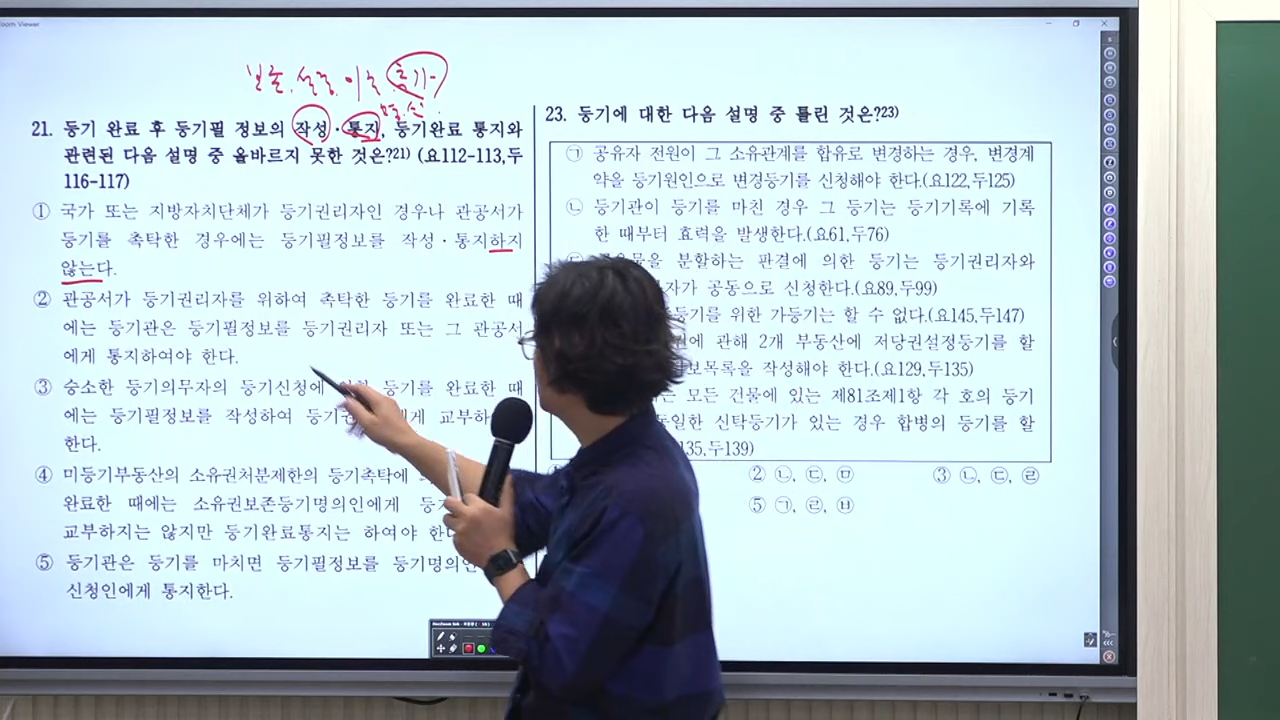 21. 등기 완료 후 등기필 정보의 작성·통지, 등기완료 통지와
관련된 다음 설명 중 올바르지 못한 것은?21) (요112-113,두
116-117)
① 국가 또는 지방자치단체가 등기권리자인 경우나 관공서가
등기를 촉탁한 경우에는 등기필정보를 작성·통지하지
않는다.
② 관공서가 등기권리자를 위하여 촉탁한 등기를 완료한 때
에는 등기관은 등기필정보를 등기권리자 또는 그 관공서
에게 통지하여야 한다.
③ 승소한 등기의무자의 등기신청에 등기를 완료한 때
에는 등기필정보를 작성하여 교부하
한다.
④ 미등기부동산의 소유권처분제한의 등기촉탁에
완료한 때에는 소유권보존등기명의인에게
교부하지는 않지만 등기완료통지는 하여야
⑤ 등기관은 등기를 마치면 등기필정보를
신청인에게 통지한다.
23. 등기에 대한 다음 설명 중 틀린 것은?23)
㉠ 공유자 전원이 그 소유관계를 합유로 변경하는 경우, 변경계
약을 등기원인으로 변경등기를 신청해야 한다.(요122,두125)
㉡ 등기관이 등기를 마친 경우 그 등기는 등기기록에 기록
한 때부터 효력을 발생한다.(요61,두76)
분할하는 판결에 의한 등기는 등기권리자와
공동으로 신청한다.(요89,두99)
위한 가등기는 할 수 없다.(요145,두147)
관해 2개 부동산에 저당권설정등기를 할
작성해야 한다.(요129,두135)
모든 건물에 있는 제81조제1항 각 호의 등기
동일한 신탁등기가 있는 경우 합병의 등기를 할
135,두139)
② ㉡, ㉢, ㉤ ③ ㉡, ㉢, ㉣
⑤ ㉠, ㉣, ㉥